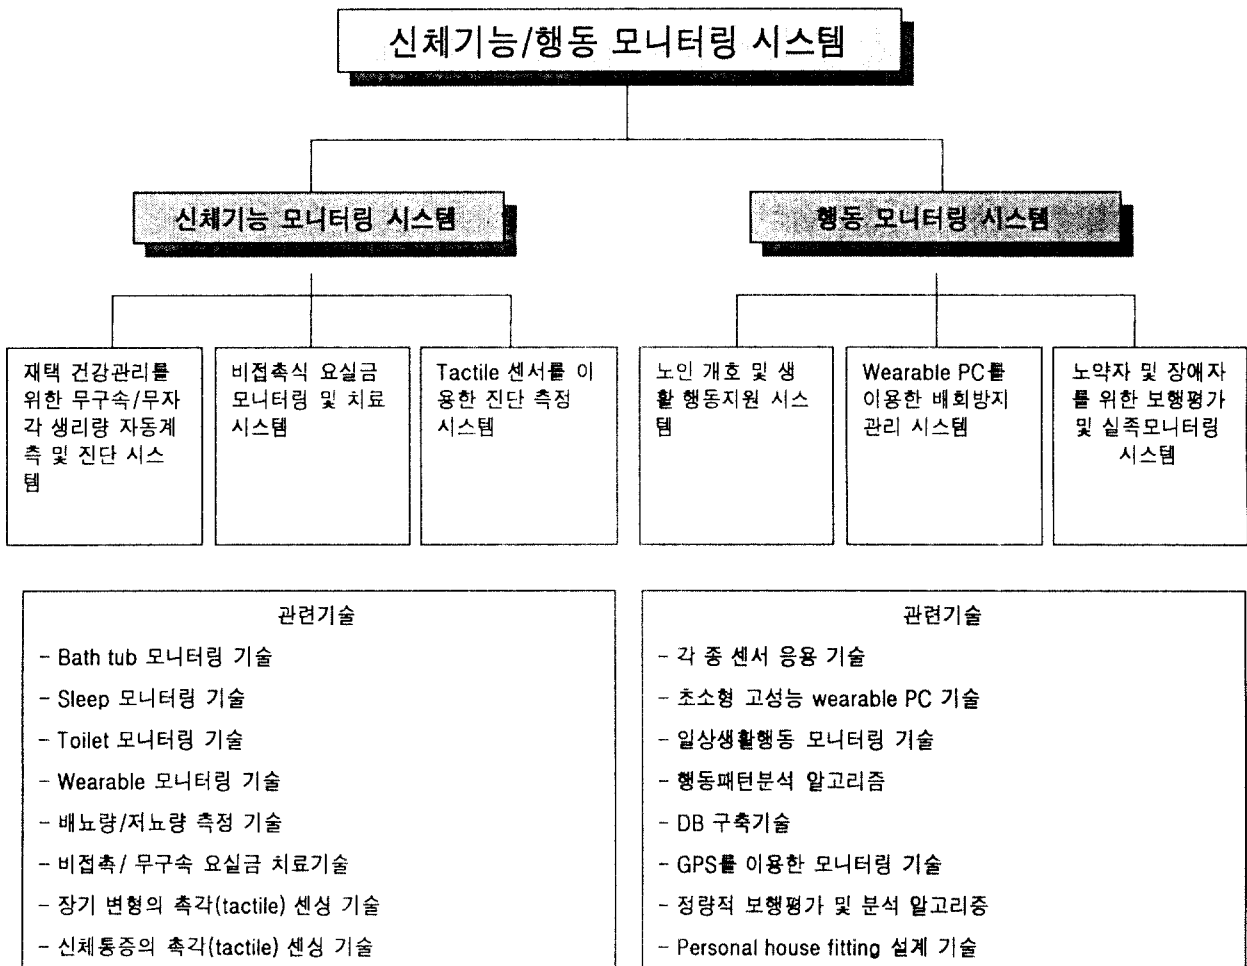 신체기능/행동 모니터링 시스템
신체기능 모니터링 시스템
행동 모니터링 시스템
재택 건강관리를
위한 무구속/무자
각 생리량 자동계
측 및 진단 시스
템
비접촉식 요실금
모니터링 및 치료
시스템
Tactile 센서를 이
용한 진단 측정
시스템
노인 개호 및 생
활 행동지원 시스
템
Wearable PC를
이용한 배회방지
관리 시스템
노약자 및 장애자
를 위한 보행평가
및 실족모니터링
시스템
관련기술
- Bath tub 모니터링 기술
- Sleep 모니터링 기술
- Toilet 모니터링 기술
- Wearable 모니터링 기술
- 배뇨량/저뇨량 측정 기술
- 비접촉/ 무구속 요실금 치료기술
- 장기 변형의 촉각(tactile) 센싱 기술
- 신체통증의 촉각(tactile) 센싱 기술
관련기술
- 각 종 센서 응용 기술
- 초소형 고성능 wearable PC 기술
- 일상생활행동 모니터링 기술
- 행동패턴분석 알고리즘
- DB 구축기술
- GPS를 이용한 모니터링 기술
- 정량적 보행평가 및 분석 알고리즘
- Personal house fitting 설계 기술